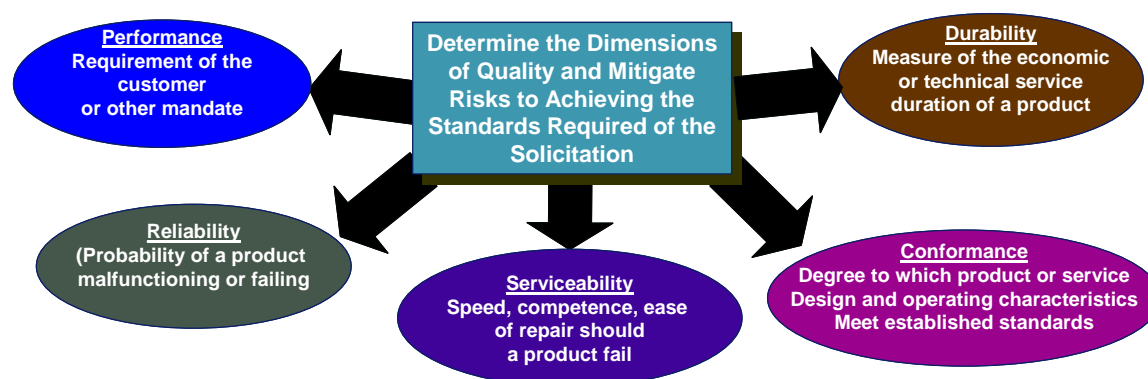 Performance
Requirement of the
customer
or other mandate
Determine the Dimensions
of Quality and Mitigate
Risks to Achieving the
Standards Required of the
Solicitation
Durability
Measure of the economic
or technical service
duration of a product
Reliability
(Probability of a product
malfunctioning or failing
Serviceability
Speed, competence, ease
of repair should
a product fail
Conformance
Degree to which product or service
Design and operating characteristics
Meet established standards